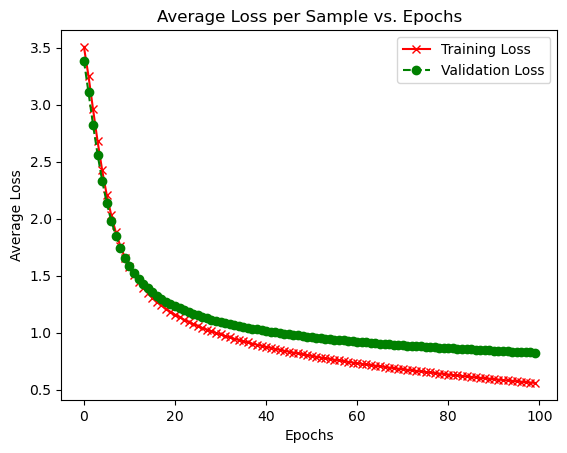 Average Loss per Sample vs. Epochs
Training Loss
Validation Loss
Average Loss
3.5
3.0
2.5
2.0
1.5
1.0
0.5
0 20 40 60 80 100
Epochs